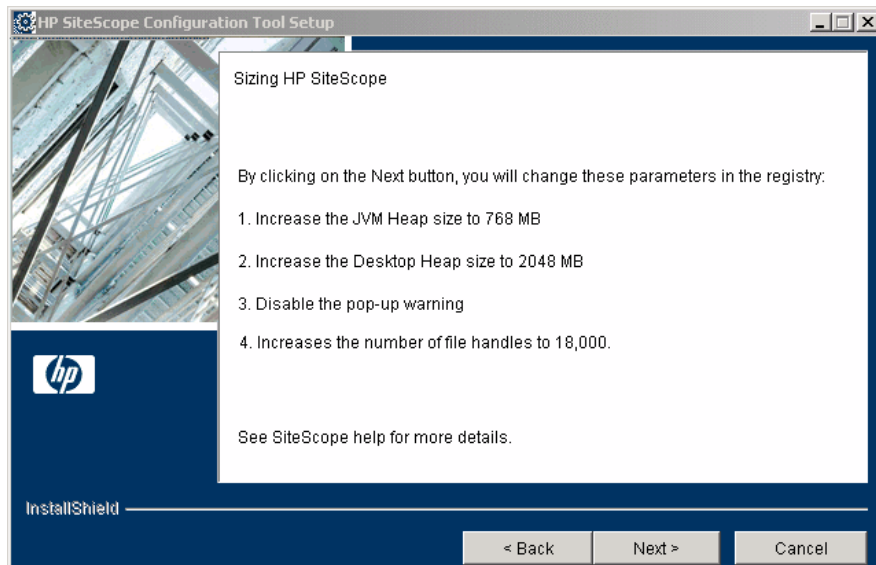 HP SiteScope Configuration Tool Setup
Sizing HP SiteScope
By clicking on the Next button, you will change these parameters in the registry:
1. Increase the JVM Heap size to 768 MB
2. Increase the Desktop Heap size to 2048 MB
3. Disable the pop-up warning
4. Increases the number of file handles to 18,000.
hp
See SiteScope help for more details.
InstallShield
< Back
Next >
Cancel